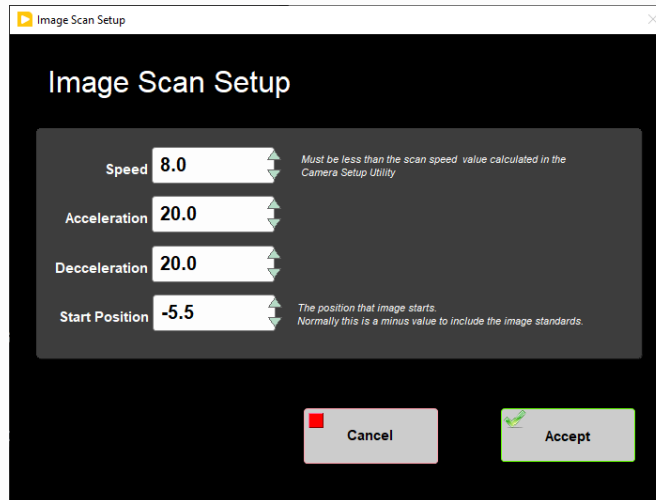 Image Scan Setup
Image Scan Setup
Speed 8.0
Must be less than the scan speed value calculated in the
Camera Setup Utility
Acceleration 20.0
Decceleration 20.0
Start Position -5.5
The position that image starts.
Normally this is a minus value to include the image standards.
Cancel
Accept